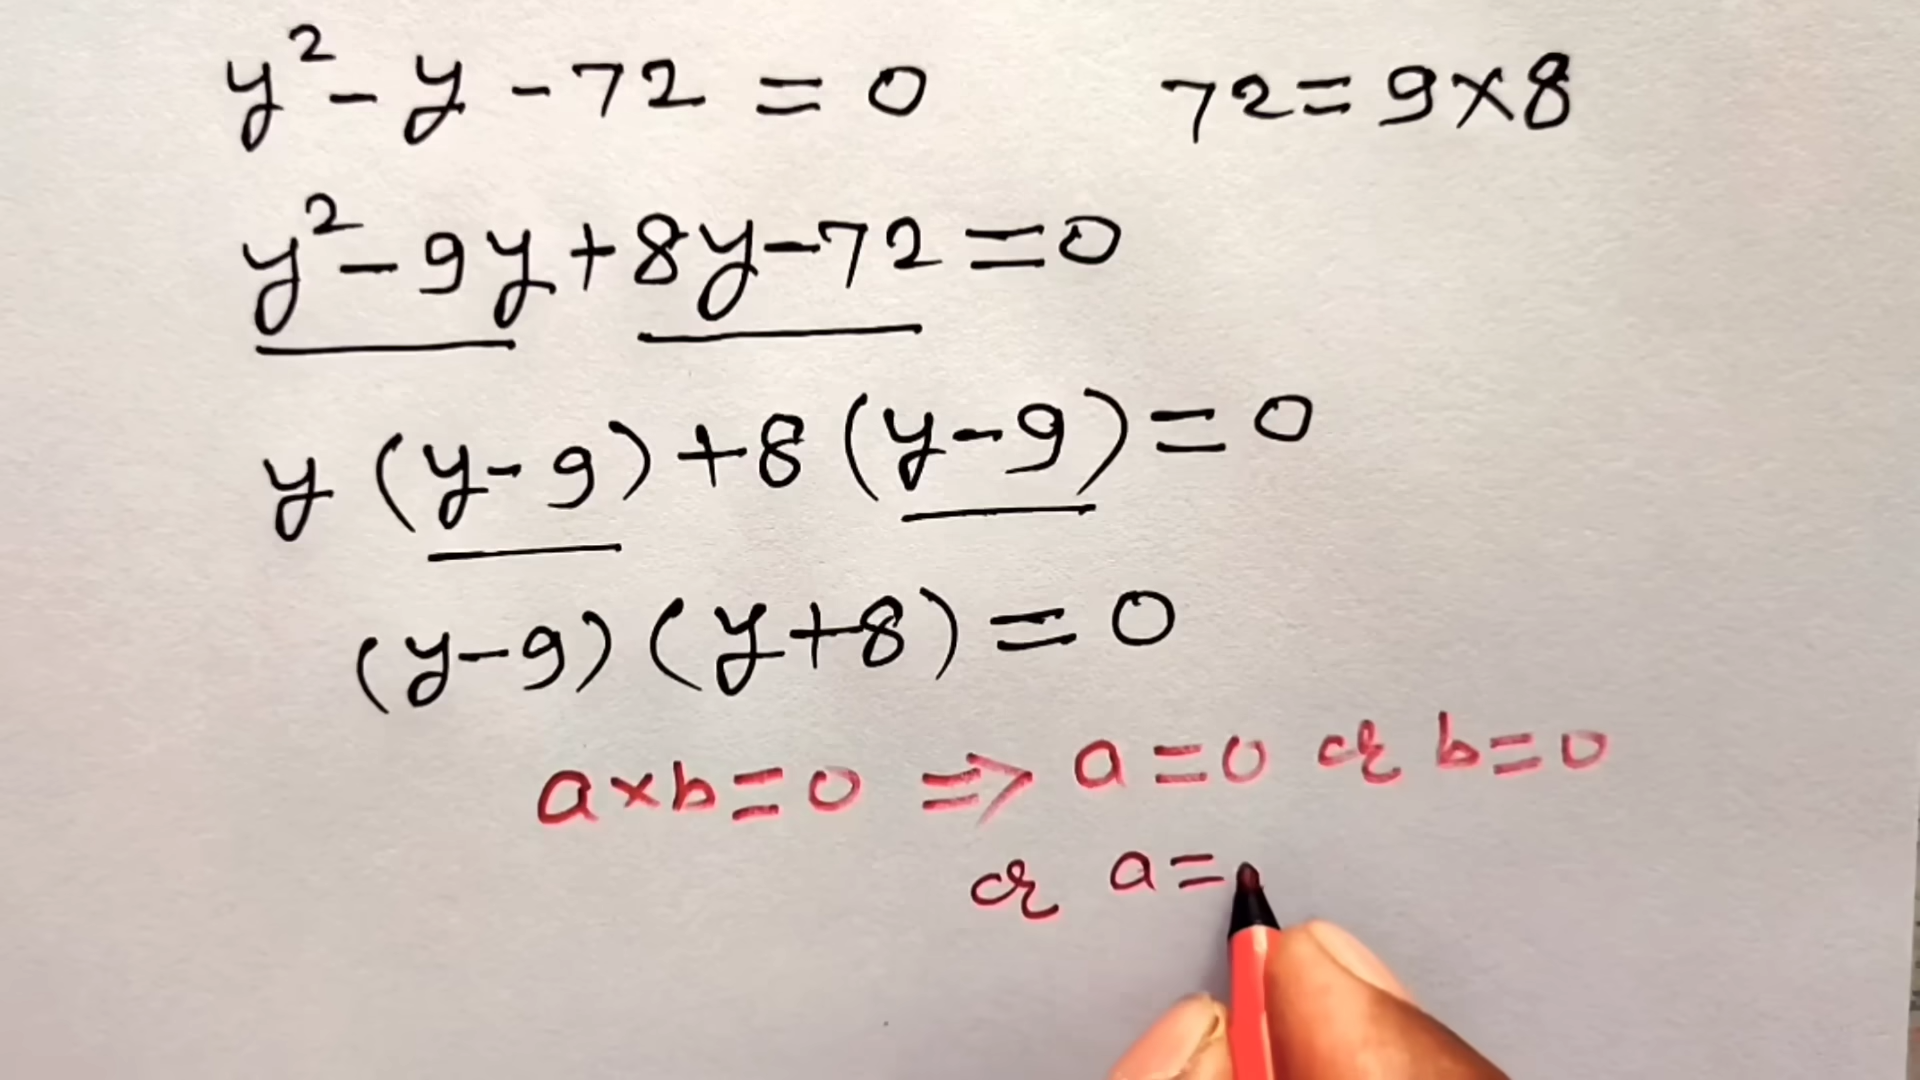 y² - y - 72 = 0 72 = 9 × 8
y² - 9y + 8y - 72 = 0
y (y - 9) + 8 (y - 9) = 0
(y - 9) (y + 8) = 0
a × b = 0 ⇒ a = 0 or b = 0
or a =